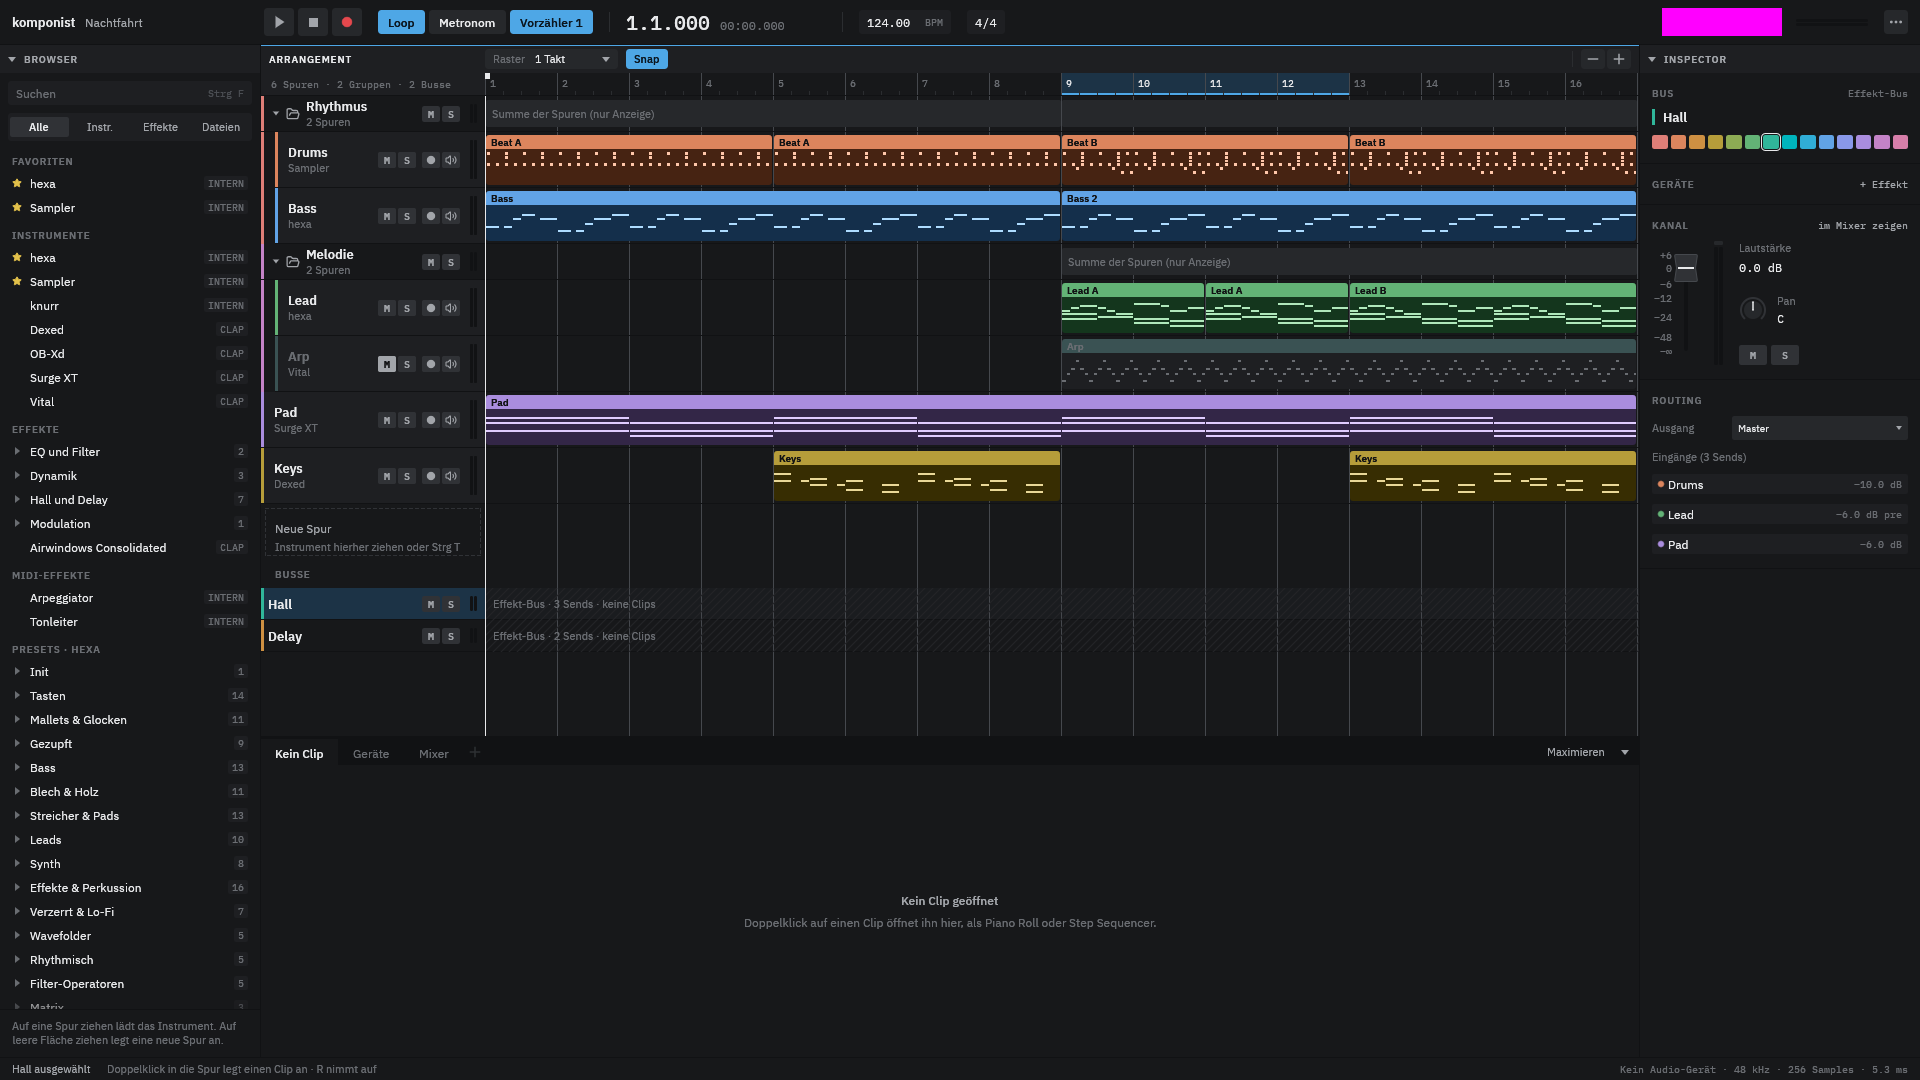 komponist Nachtfahrt
Loop Metronom Vorzähler 1 1.1.000 00:00.000 124.00 BPM 4/4
BROWSER
Suchen Strg F
Alle Instr. Effekte Dateien
FAVORITEN
hexa INTERN
Sampler INTERN
INSTRUMENTE
hexa INTERN
Sampler INTERN
knurr INTERN
Dexed CLAP
OB-Xd CLAP
Surge XT CLAP
Vital CLAP
EFFEKTE
EQ und Filter 2
Dynamik 3
Hall und Delay 7
Modulation 1
Airwindows Consolidated CLAP
MIDI-EFFEKTE
Arpeggiator INTERN
Tonleiter INTERN
PRESETS · HEXA
Init 1
Tasten 14
Mallets & Glocken 11
Gezupft 9
Bass 13
Blech & Holz 11
Streicher & Pads 13
Leads 10
Synth 8
Effekte & Perkussion 16
Verzerrt & Lo-Fi 7
Wavefolder 5
Rhythmisch 5
Filter-Operatoren 5
Matrix 3
Auf eine Spur ziehen lädt das Instrument. Auf
leere Fläche ziehen legt eine neue Spur an.
ARRANGEMENT Raster 1 Takt Snap
6 Spuren · 2 Gruppen · 2 Busse 1 2 3 4 5 6 7 8 9 10 11 12 13 14 15 16
Rhythmus M S
2 Spuren
Summe der Spuren (nur Anzeige)
Drums M S
Sampler
Beat A Beat A Beat B Beat B
Bass M S
hexa
Bass Bass 2
Melodie M S
2 Spuren
Summe der Spuren (nur Anzeige)
Lead M S
hexa
Lead A Lead A Lead B
Arp M S
Vital
Arp
Pad M S
Surge XT
Pad
Keys M S
Dexed
Keys Keys
Neue Spur
Instrument hierher ziehen oder Strg T
BUSSE
Hall M S Effekt-Bus · 3 Sends · keine Clips
Delay M S Effekt-Bus · 2 Sends · keine Clips
Kein Clip Geräte Mixer + Maximieren
Kein Clip geöffnet
Doppelklick auf einen Clip öffnet ihn hier, als Piano Roll oder Step Sequencer.
INSPECTOR
BUS Effekt-Bus
Hall
GERÄTE + Effekt
KANAL im Mixer zeigen
+6
0
−6
−12
−24
−48
−∞
Lautstärke
0.0 dB
Pan
C
M S
ROUTING
Ausgang Master
Eingänge (3 Sends)
Drums −10.0 dB
Lead −6.0 dB pre
Pad −6.0 dB
Hall ausgewählt Doppelklick in die Spur legt einen Clip an · R nimmt auf
Kein Audio-Gerät · 48 kHz · 256 Samples · 5.3 ms